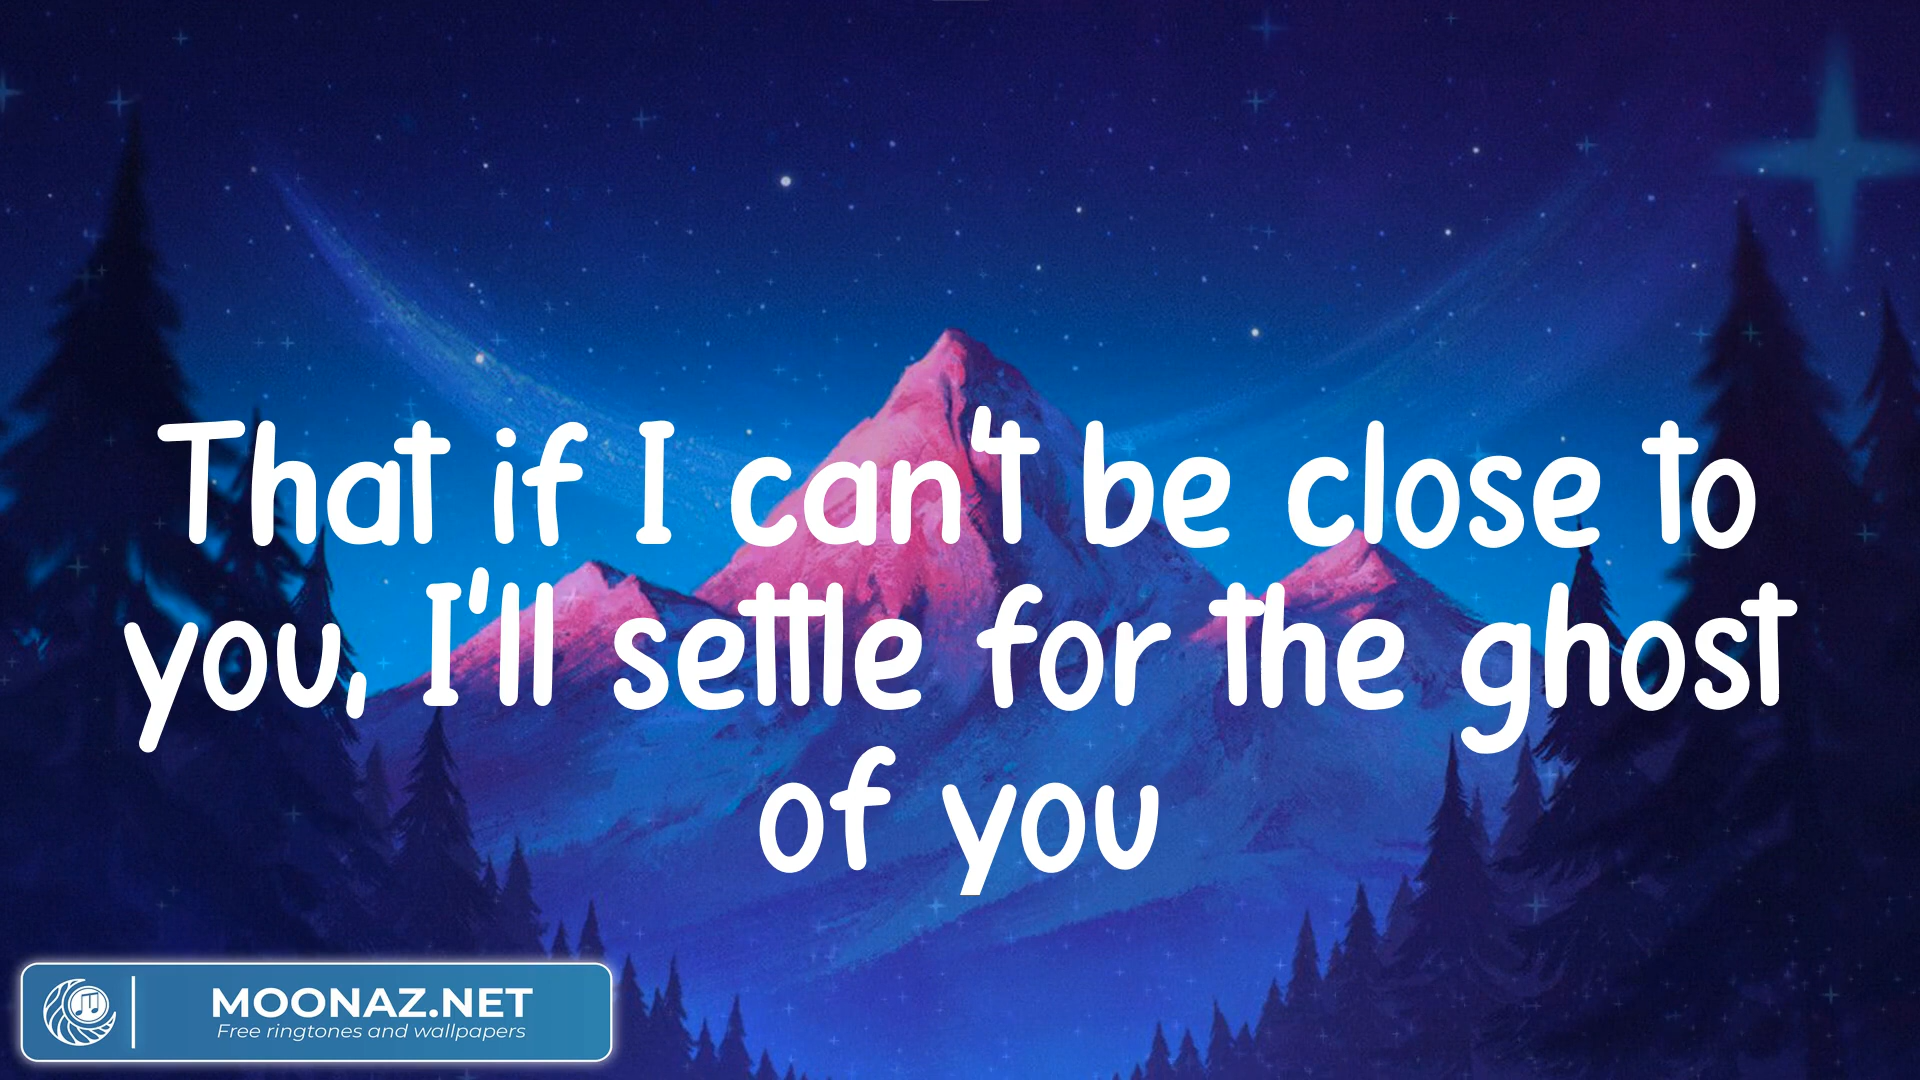 That if I can't be close to
you, I'll settle for the ghost
of you
MOONAZ.NET
Free ringtones and wallpapers